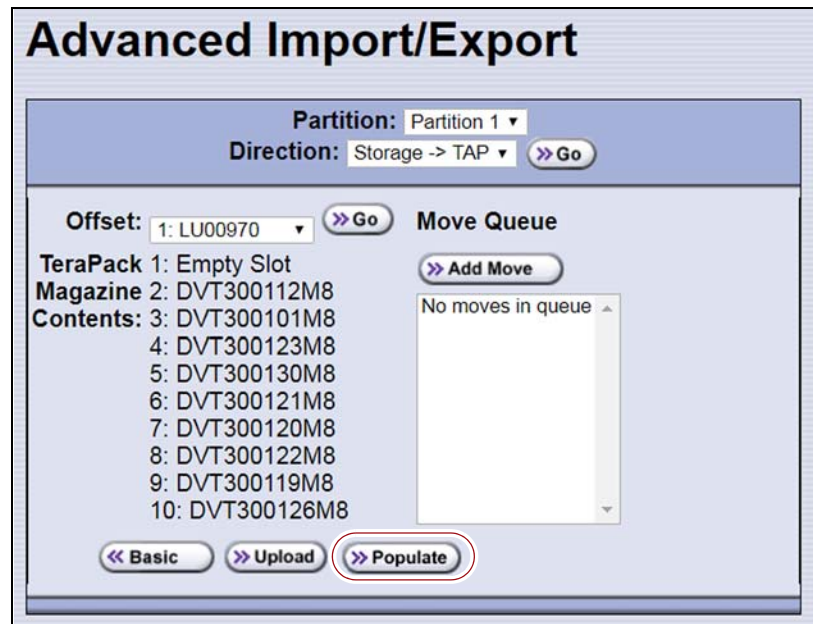 Advanced Import/Export
Partition: Partition 1
Direction: Storage -> TAP Go
Offset: 1: LU00970 Go
TeraPack Magazine Contents:
1: Empty Slot
2: DVT300112M8
3: DVT300101M8
4: DVT300123M8
5: DVT300130M8
6: DVT300121M8
7: DVT300120M8
8: DVT300122M8
9: DVT300119M8
10: DVT300126M8
Move Queue
Add Move
No moves in queue
Basic Upload Populate